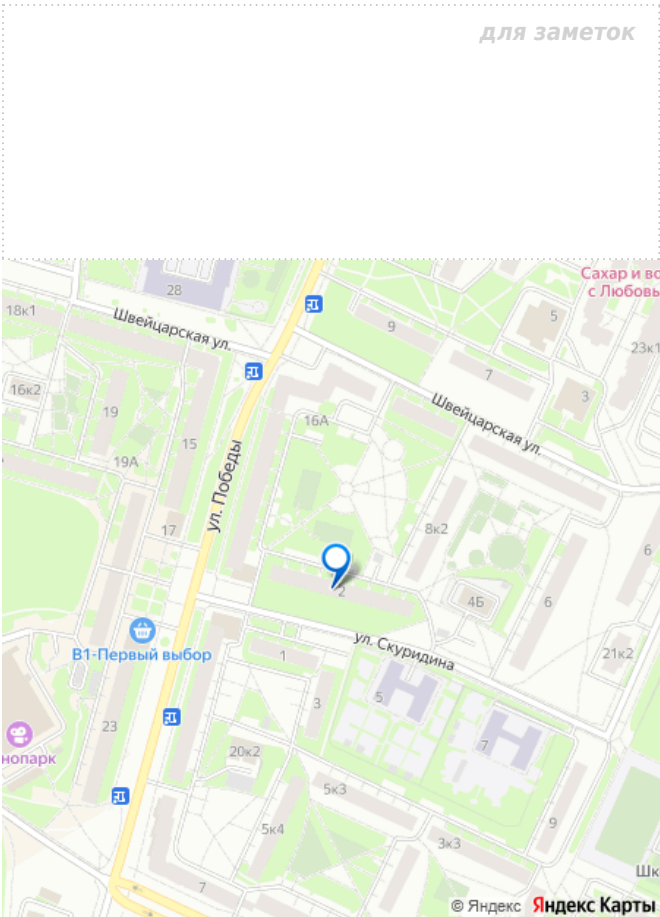 для заметок
Сахар и во
с Любовь
28
18к1
Швейцарская ул.
9
5
23к1
7
16к2
3
Швейцарская ул.
19
16А
15
19А
ул. Победы
17
8к2
6
2
4Б
6
ул. Скуридина
В1-Первый выбор
1
21к2
5
3
23
7
нопарк
20к2
5к3
9
5к4
3к3
Шк
7
© Яндекс Яндекс Карты